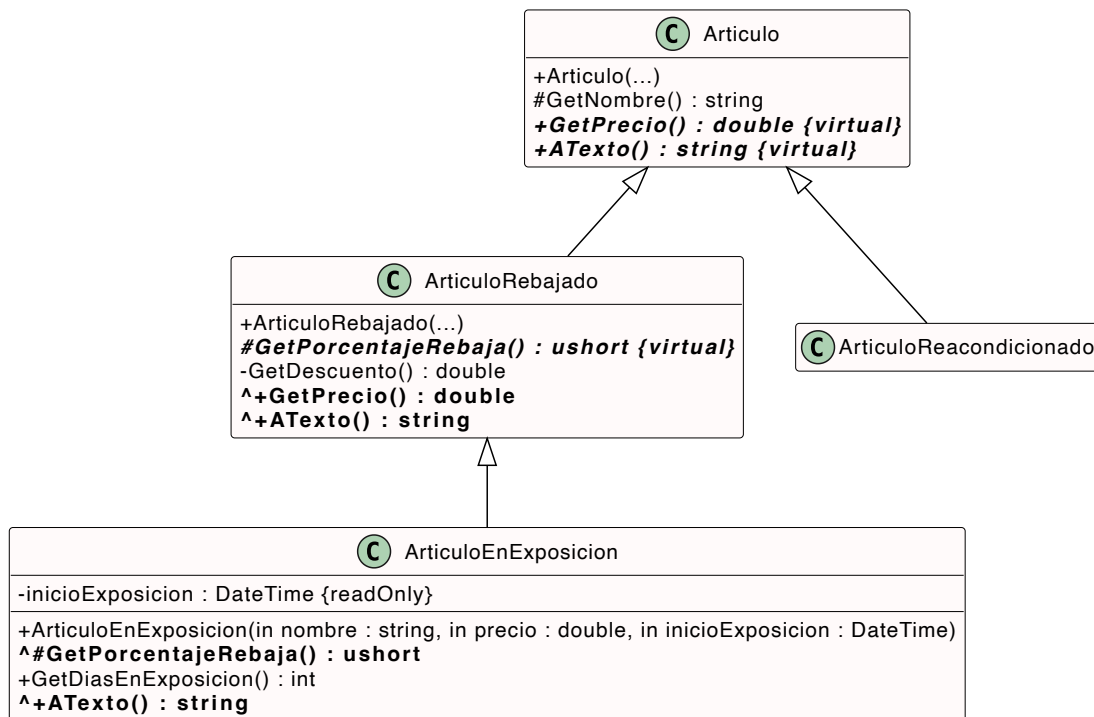 C Articulo
+Articulo(...)
#GetNombre() : string
+GetPrecio() : double {virtual}
+ATexto() : string {virtual}
C ArticuloRebajado
+ArticuloRebajado(...)
#GetPorcentajeRebaja() : ushort {virtual}
-GetDescuento() : double
^+GetPrecio() : double
^+ATexto() : string
C ArticuloReacondicionado
C ArticuloEnExposicion
-inicioExposicion : DateTime {readOnly}
+ArticuloEnExposicion(in nombre : string, in precio : double, in inicioExposicion : DateTime)
^#GetPorcentajeRebaja() : ushort
+GetDiasEnExposicion() : int
^+ATexto() : string